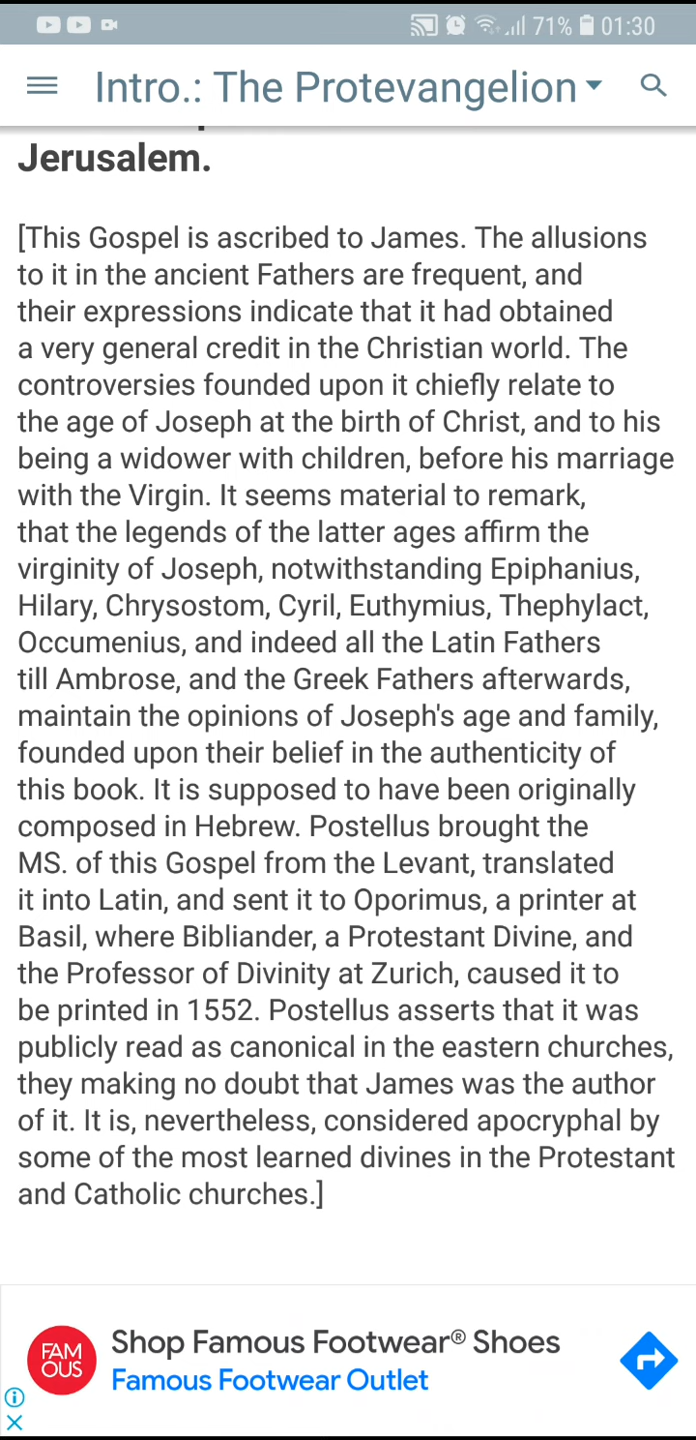 71% 01:30
Intro.: The Protevangelion
Jerusalem.
[This Gospel is ascribed to James. The allusions
to it in the ancient Fathers are frequent, and
their expressions indicate that it had obtained
a very general credit in the Christian world. The
controversies founded upon it chiefly relate to
the age of Joseph at the birth of Christ, and to his
being a widower with children, before his marriage
with the Virgin. It seems material to remark,
that the legends of the latter ages affirm the
virginity of Joseph, notwithstanding Epiphanius,
Hilary, Chrysostom, Cyril, Euthymius, Thephylact,
Occumenius, and indeed all the Latin Fathers
till Ambrose, and the Greek Fathers afterwards,
maintain the opinions of Joseph's age and family,
founded upon their belief in the authenticity of
this book. It is supposed to have been originally
composed in Hebrew. Postellus brought the
MS. of this Gospel from the Levant, translated
it into Latin, and sent it to Oporimus, a printer at
Basil, where Bibliander, a Protestant Divine, and
the Professor of Divinity at Zurich, caused it to
be printed in 1552. Postellus asserts that it was
publicly read as canonical in the eastern churches,
they making no doubt that James was the author
of it. It is, nevertheless, considered apocryphal by
some of the most learned divines in the Protestant
and Catholic churches.]
FAM
OUS
Shop Famous Footwear® Shoes
Famous Footwear Outlet